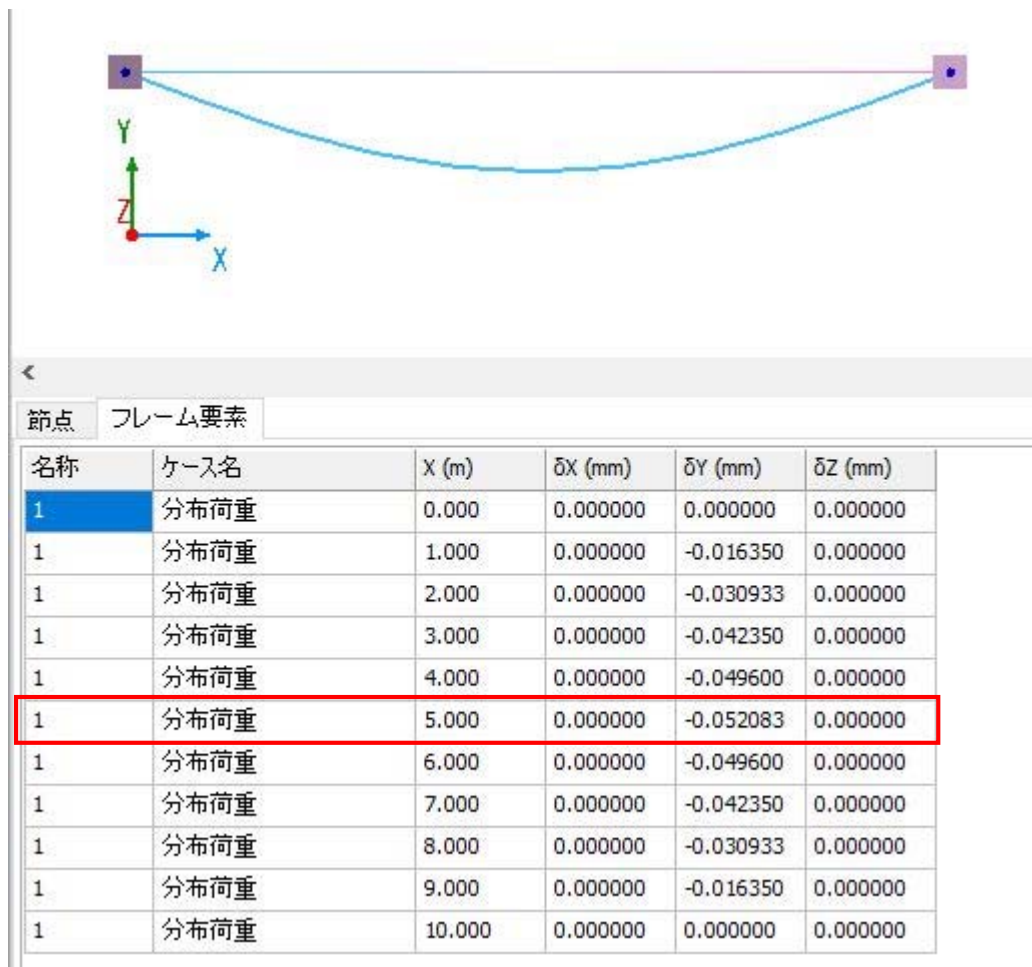 Y
Z
X
<
節点 フレーム要素
名称 ケース名 X (m) δX (mm) δY (mm) δZ (mm)
1 分布荷重 0.000 0.000000 0.000000 0.000000
1 分布荷重 1.000 0.000000 -0.016350 0.000000
1 分布荷重 2.000 0.000000 -0.030933 0.000000
1 分布荷重 3.000 0.000000 -0.042350 0.000000
1 分布荷重 4.000 0.000000 -0.049600 0.000000
1 分布荷重 5.000 0.000000 -0.052083 0.000000
1 分布荷重 6.000 0.000000 -0.049600 0.000000
1 分布荷重 7.000 0.000000 -0.042350 0.000000
1 分布荷重 8.000 0.000000 -0.030933 0.000000
1 分布荷重 9.000 0.000000 -0.016350 0.000000
1 分布荷重 10.000 0.000000 0.000000 0.000000